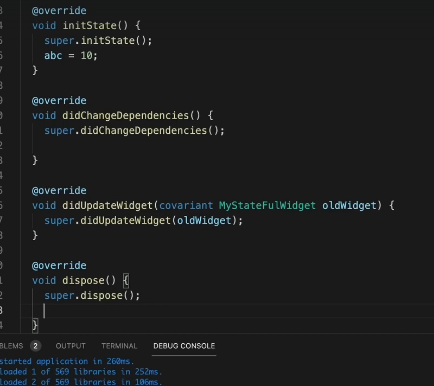 @override
void initState() {
super.initState();
abc = 10;
}
@override
void didChangeDependencies() {
super.didChangeDependencies();
}
@override
void didUpdateWidget(covariant MyStateFulWidget oldWidget) {
super.didUpdateWidget(oldWidget);
}
@override
void dispose() {
super.dispose();
}
BLEMS 2 OUTPUT TERMINAL DEBUG CONSOLE
started application in 260ms.
loaded 1 of 569 libraries in 252ms.
loaded 2 of 569 libraries in 106ms.